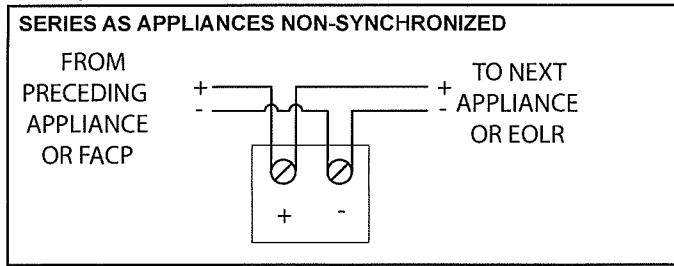 SERIES AS APPLIANCES NON-SYNCHRONIZED
FROM
PRECEDING
APPLIANCE
OR FACP
+
-
+
-
TO NEXT
APPLIANCE
OR EOLR
+ -